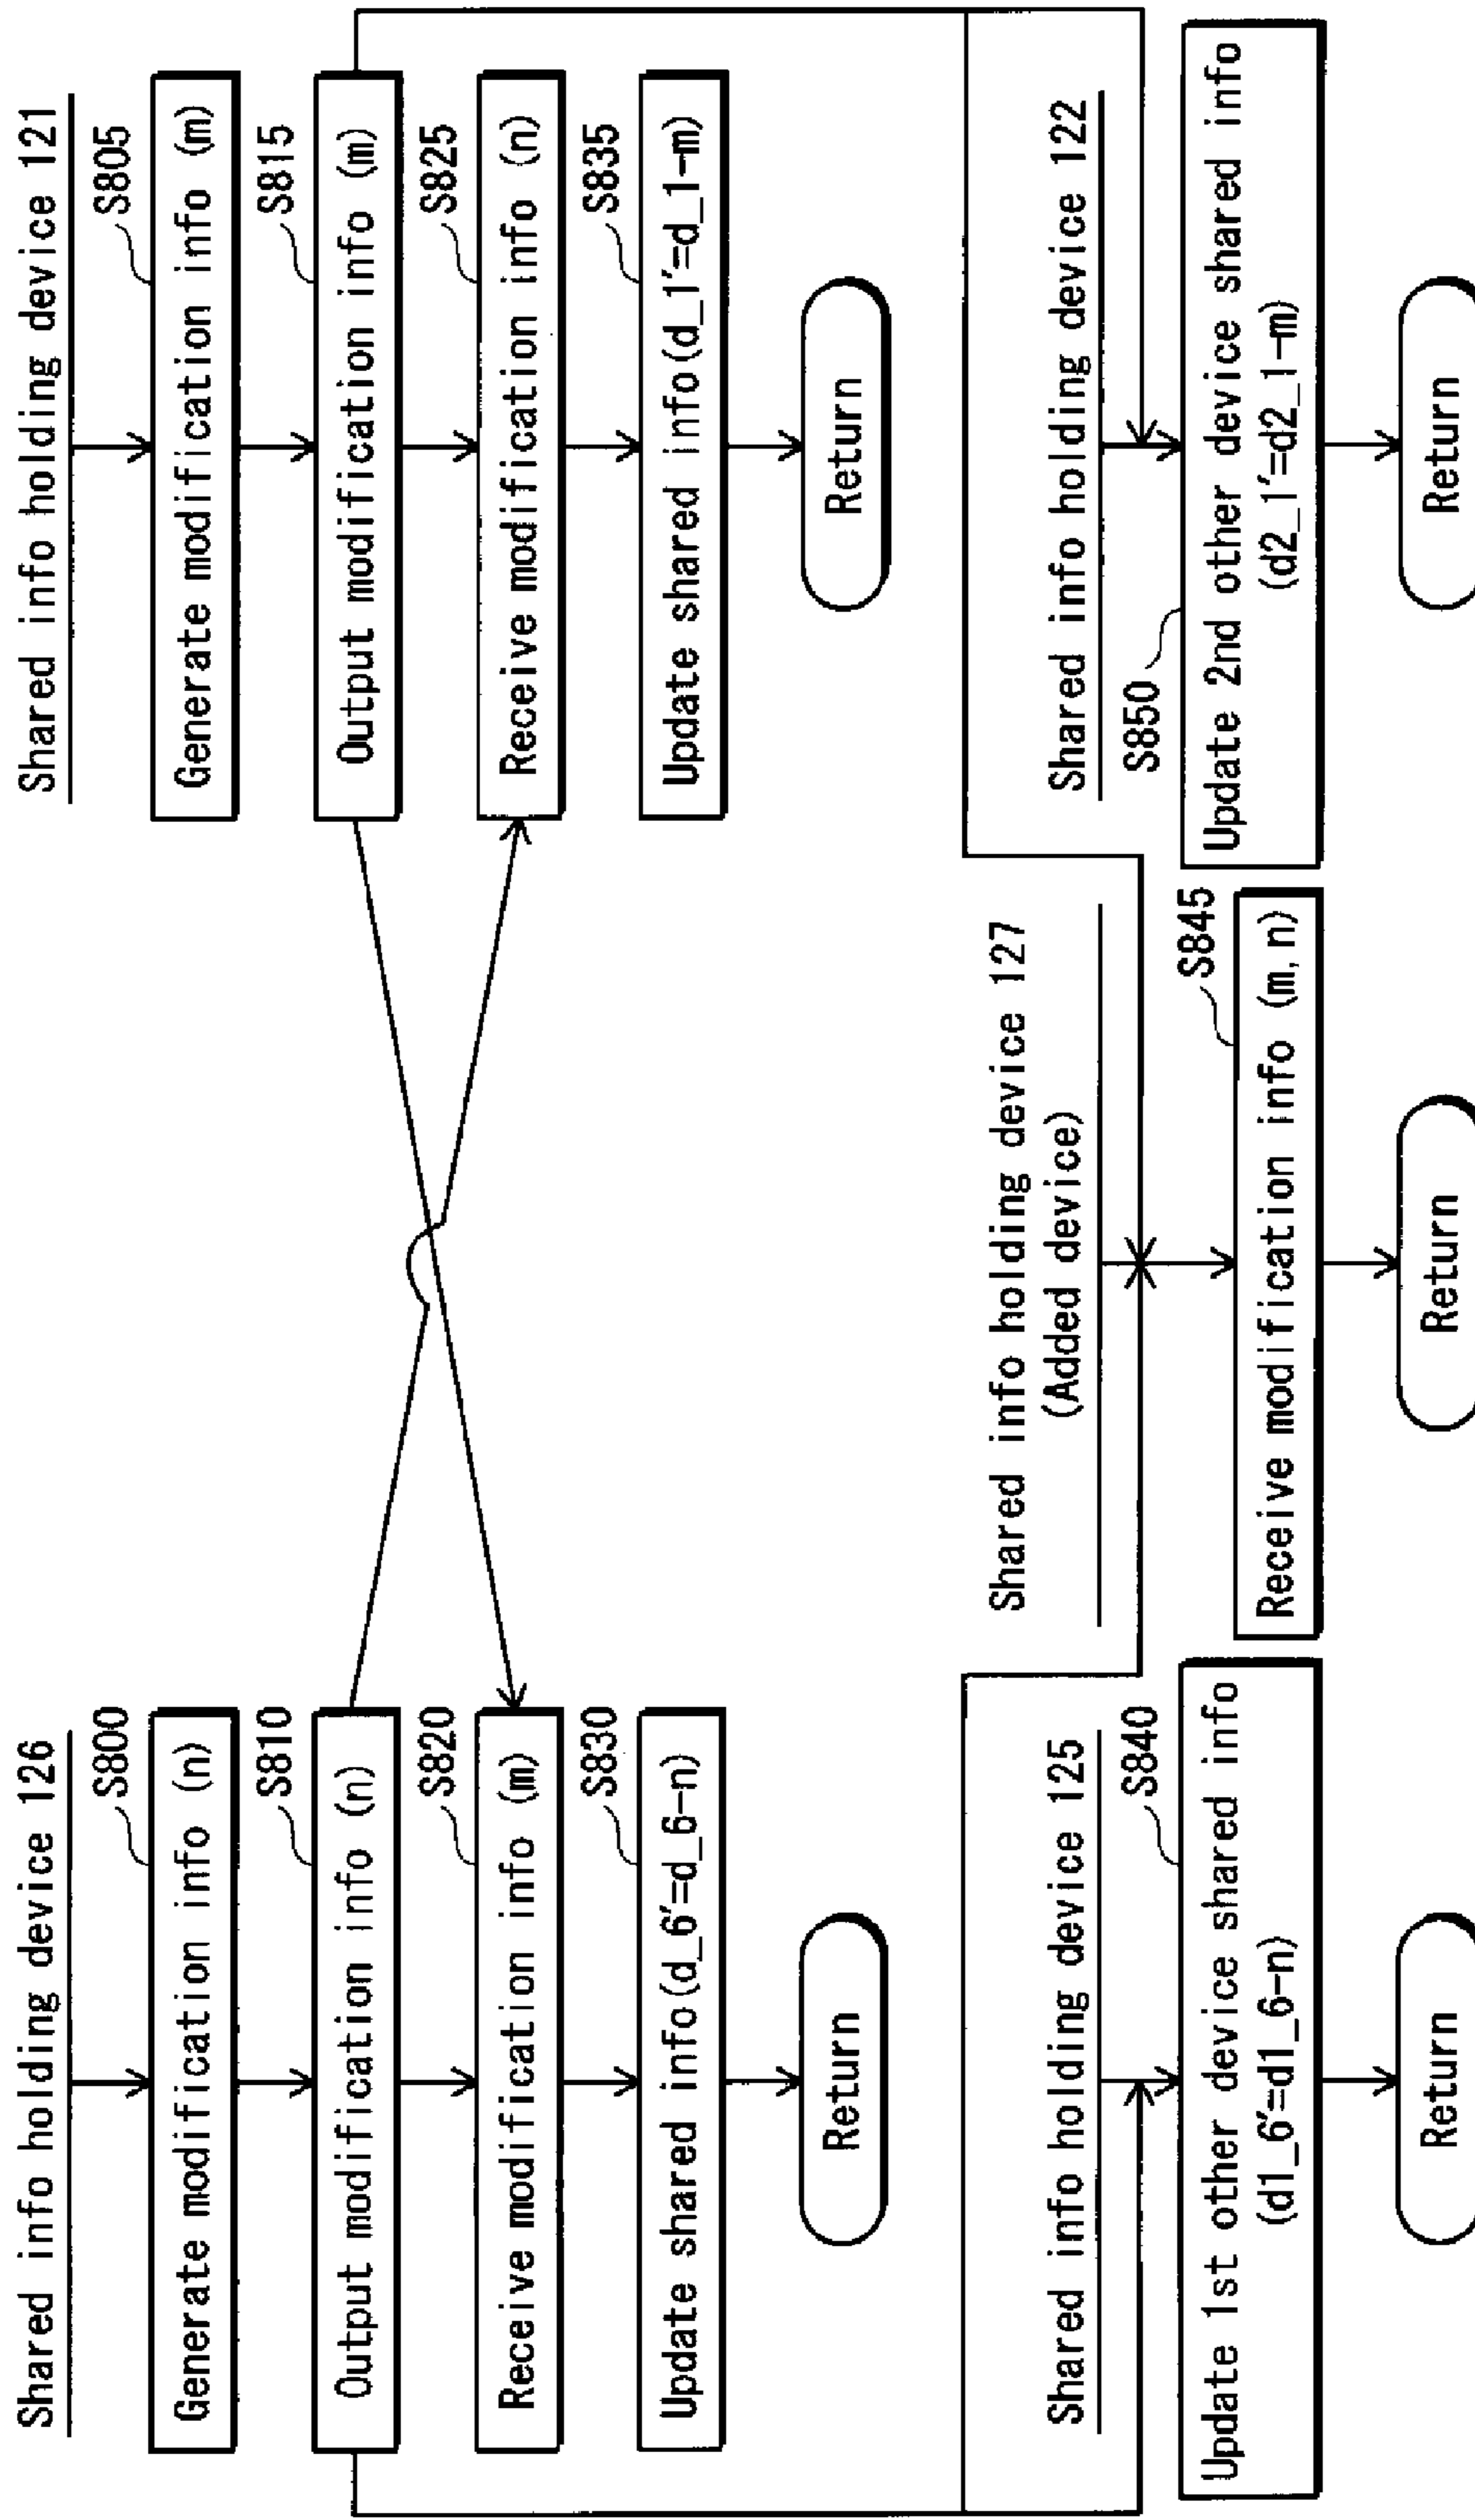 Shared info holding device 126
S800
Generate modification info (n)
S810
Output modification info (n)
S820
Receive modification info (m)
S830
Update shared info(d_6'=d_6-n)
Return
Shared info holding device 121
S805
Generate modification info (m)
S815
Output modification info (m)
S825
Receive modification info (n)
S835
Update shared info(d_1'=d_1-m)
Return
Shared info holding device 125
S840
Update 1st other device shared info
(d1_6'=d1_6-n)
Return
Shared info holding device 127
(Added device)
S845
Receive modification info (m, n)
Return
Shared info holding device 122
S850
Update 2nd other device shared info
(d2_1'=d2_1-m)
Return